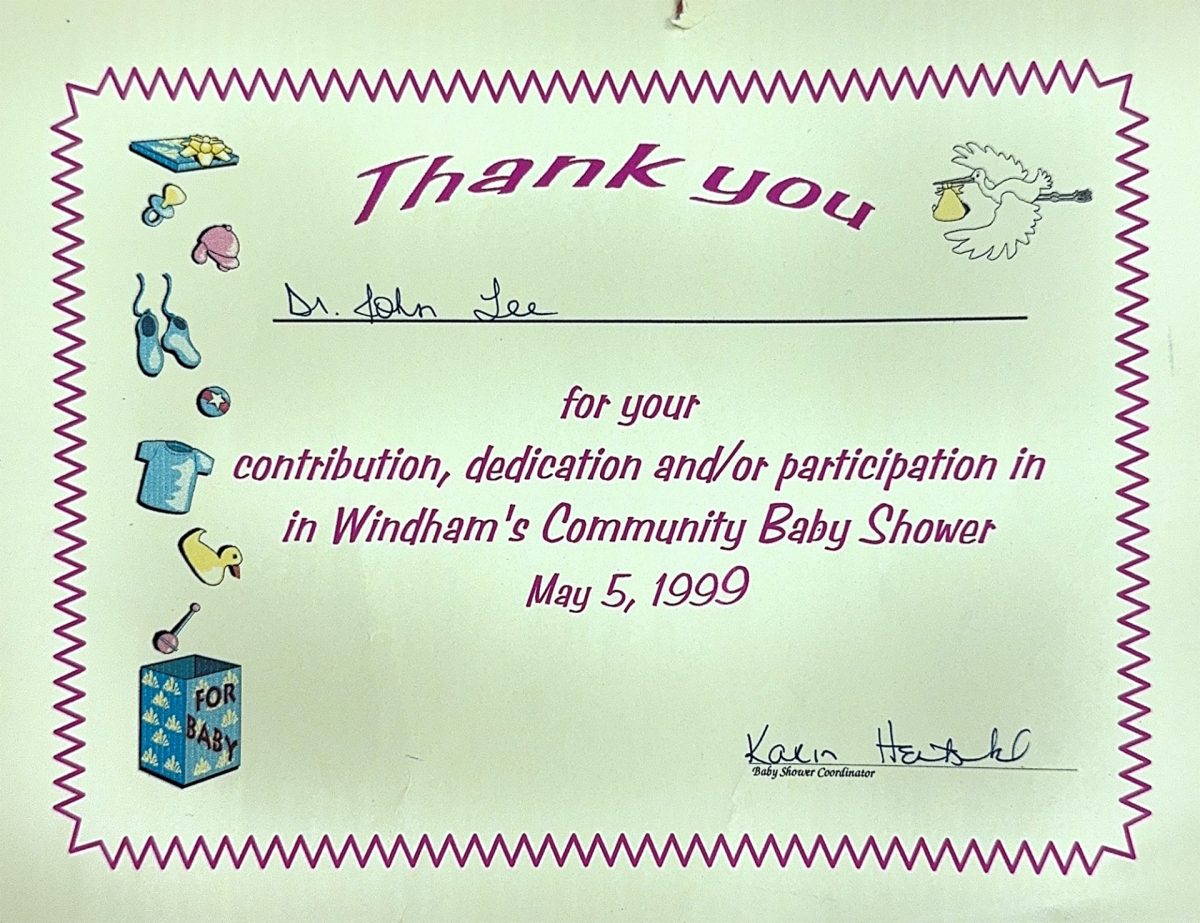 Thank you
Dr. John Lee
for your
contribution, dedication and/or participation in
in Windham's Community Baby Shower
May 5, 1999
FOR
BABY
Karin
Baby Shower Coordinator